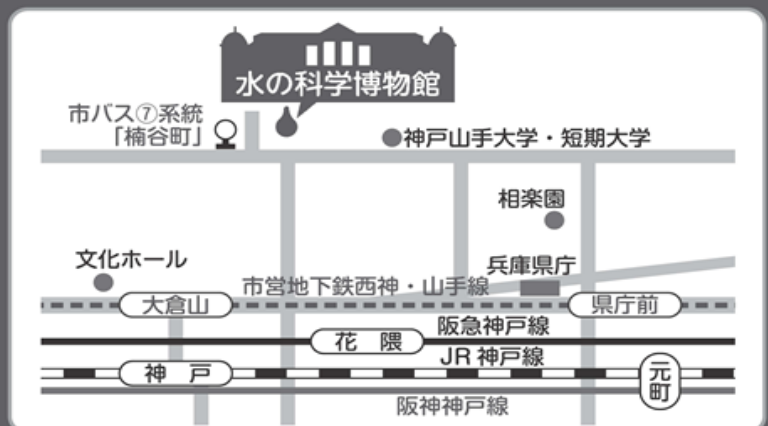 水の科学博物館
市バス⑦系統
「楠谷町」
神戸山手大学・短期大学
相楽園
文化ホール
兵庫県庁
市営地下鉄西神・山手線
大倉山
県庁前
阪急神戸線
花隈
JR神戸線
神戸
元町
阪神神戸線